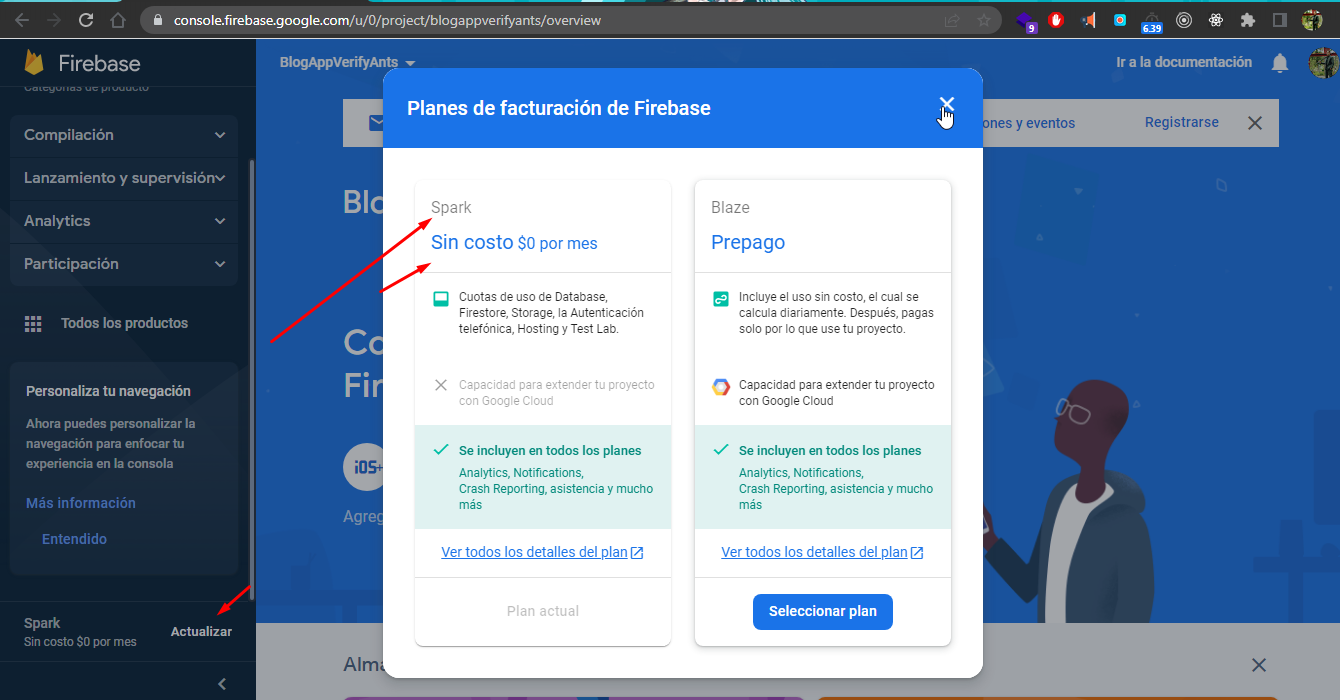 console.firebase.google.com/u/0/project/blogappverifyants/overview
9
6.39
Firebase
Categorías de producto
Compilación
Lanzamiento y supervisión
Analytics
Participación
Todos los productos
Personaliza tu navegación
Ahora puedes personalizar la
navegación para enfocar tu
experiencia en la consola
Más información
Entendido
Spark
Sin costo $0 por mes
Actualizar
BlogAppVerifyAnts
Ir a la documentación
ones y eventos
Registrarse
Blo
Co
Fir
iOS+
Agreg
Alma
Planes de facturación de Firebase
Spark
Sin costo $0 por mes
Cuotas de uso de Database,
Firestore, Storage, la Autenticación
telefónica, Hosting y Test Lab.
Capacidad para extender tu proyecto
con Google Cloud
Se incluyen en todos los planes
Analytics, Notifications,
Crash Reporting, asistencia y mucho
más
Ver todos los detalles del plan
Plan actual
Blaze
Prepago
Incluye el uso sin costo, el cual se
calcula diariamente. Después, pagas
solo por lo que use tu proyecto.
Capacidad para extender tu proyecto
con Google Cloud
Se incluyen en todos los planes
Analytics, Notifications,
Crash Reporting, asistencia y mucho
más
Ver todos los detalles del plan
Seleccionar plan